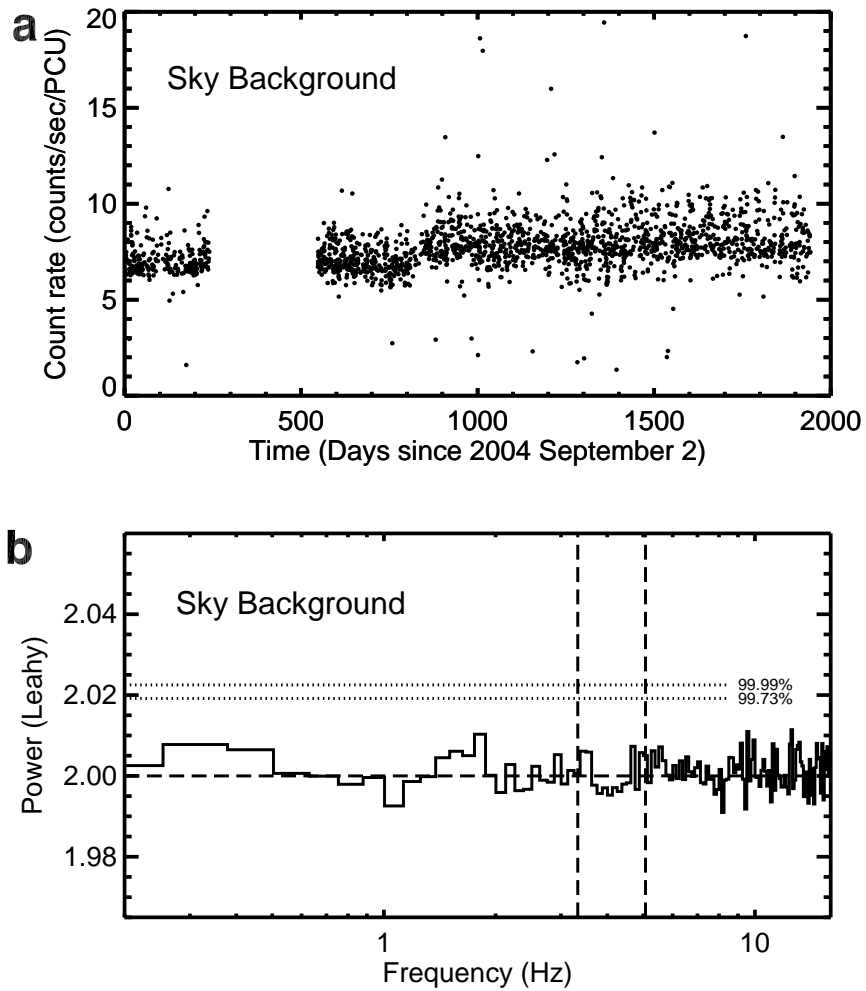 a
20
15
10
5
0
Count rate (counts/sec/PCU)
Sky Background
0 500 1000 1500 2000
Time (Days since 2004 September 2)
b
2.04
2.02
2.00
1.98
Power (Leahy)
Sky Background
99.99%
99.73%
1 10
Frequency (Hz)